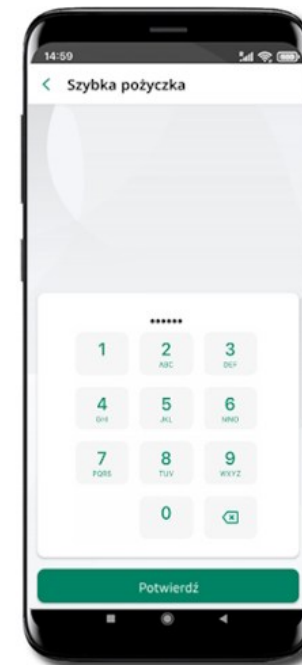 14:59
Szybka pożyczka
••••••
1 2 3
ABC DEF
4 5 6
GHI JKL MNO
7 8 9
PQRS TUV WXYZ
0
Potwierdź